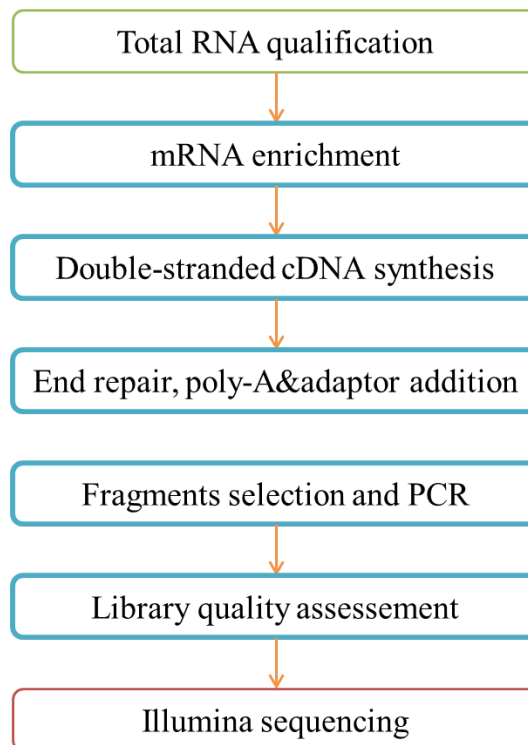 Total RNA qualification
mRNA enrichment
Double-stranded cDNA synthesis
End repair, poly-A&adaptor addition
Fragments selection and PCR
Library quality assessement
Illumina sequencing